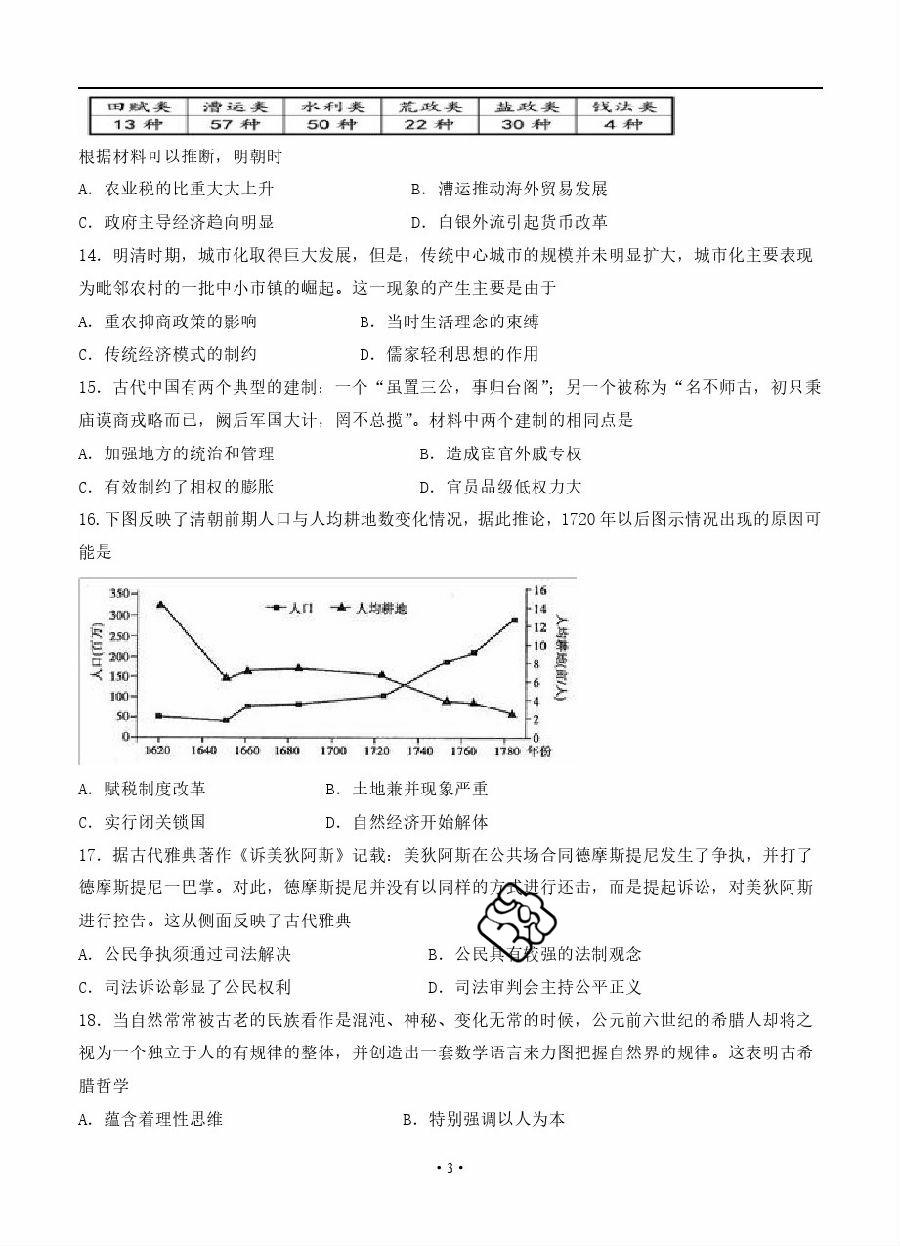 田赋类 漕运类 水利类 荒政类 盐政类 钱法类
13 种 57 种 50 种 22 种 30 种 4 种
根据材料可以推断，明朝时
A．农业税的比重大大上升 B．漕运推动海外贸易发展
C．政府主导经济趋向明显 D．白银外流引起货币改革
14．明清时期，城市化取得巨大发展，但是，传统中心城市的规模并未明显扩大，城市化主要表现
为毗邻农村的一批中小市镇的崛起。这一现象的产生主要是由于
A．重农抑商政策的影响 B．当时生活理念的束缚
C．传统经济模式的制约 D．儒家轻利思想的作用
15．古代中国有两个典型的建制：一个“虽置三公，事归台阁”；另一个被称为“名不师古，初只秉
庙谟商戎略而已，厥后军国大计，罔不总揽”。材料中两个建制的相同点是
A．加强地方的统治和管理 B．造成宦官外戚专权
C．有效制约了相权的膨胀 D．官员品级低权力大
16.下图反映了清朝前期人口与人均耕地数变化情况，据此推论，1720 年以后图示情况出现的原因可
能是
人口 人均耕地
人口(百万)
350
300
250
200
150
100
50
0
16
14
12
10
8
6
4
2
0
人均耕地(亩/人)
1620 1640 1660 1680 1700 1720 1740 1760 1780 年份
A．赋税制度改革 B．土地兼并现象严重
C．实行闭关锁国 D．自然经济开始解体
17．据古代雅典著作《诉美狄阿斯》记载：美狄阿斯在公共场合同德摩斯提尼发生了争执，并打了
德摩斯提尼一巴掌。对此，德摩斯提尼并没有以同样的方式进行还击，而是提起诉讼，对美狄阿斯
进行控告。这从侧面反映了古代雅典
A．公民争执须通过司法解决 B．公民具有较强的法制观念
C．司法诉讼彰显了公民权利 D．司法审判会主持公平正义
18．当自然常常被古老的民族看作是混沌、神秘、变化无常的时候，公元前六世纪的希腊人却将之
视为一个独立于人的有规律的整体，并创造出一套数学语言来力图把握自然界的规律。这表明古希
腊哲学
A．蕴含着理性思维 B．特别强调以人为本
·3·